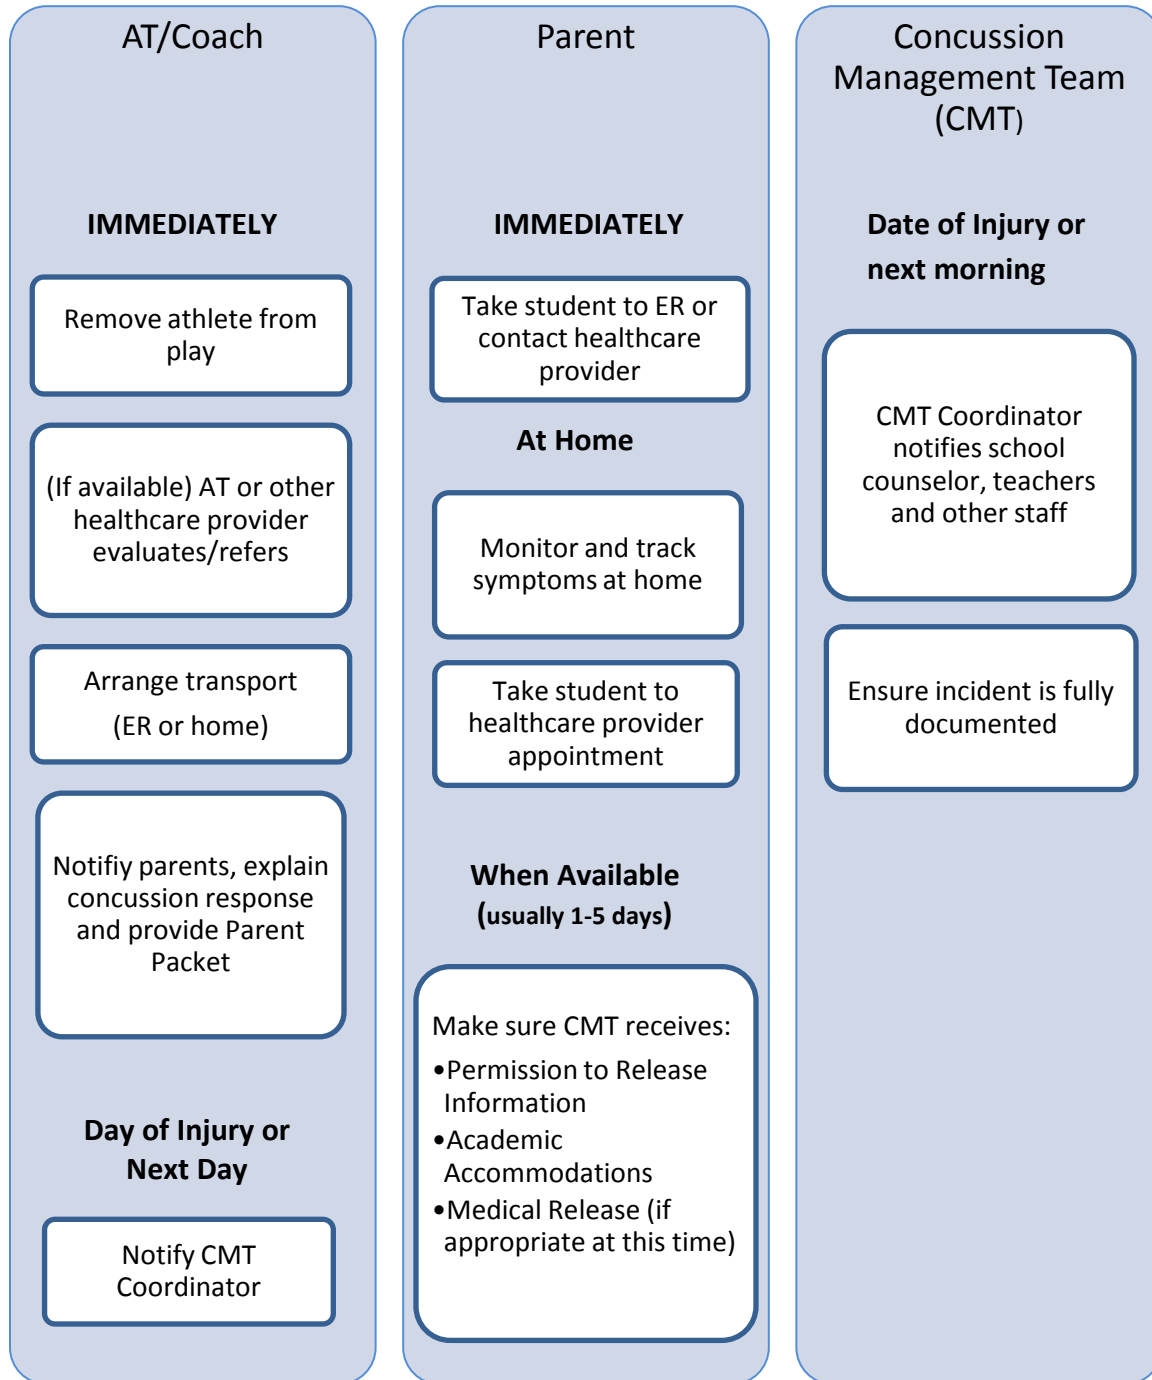 AT/Coach
IMMEDIATELY
Remove athlete from
play
(If available) AT or other
healthcare provider
evaluates/refers
Arrange transport
(ER or home)
Notifiy parents, explain
concussion response
and provide Parent
Packet
Day of Injury or
Next Day
Notify CMT
Coordinator
Parent
IMMEDIATELY
Take student to ER or
contact healthcare
provider
At Home
Monitor and track
symptoms at home
Take student to
healthcare provider
appointment
When Available
(usually 1-5 days)
Make sure CMT receives:
•Permission to Release
Information
•Academic
Accommodations
•Medical Release (if
appropriate at this time)
Concussion
Management Team
(CMT)
Date of Injury or
next morning
CMT Coordinator
notifies school
counselor, teachers
and other staff
Ensure incident is fully
documented